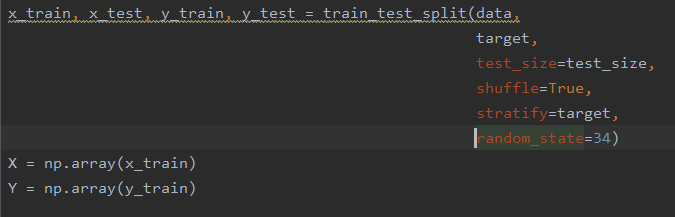 x_train, x_test, y_train, y_test = train_test_split(data,
target,
test_size=test_size,
shuffle=True,
stratify=target,
random_state=34)
X = np.array(x_train)
Y = np.array(y_train)